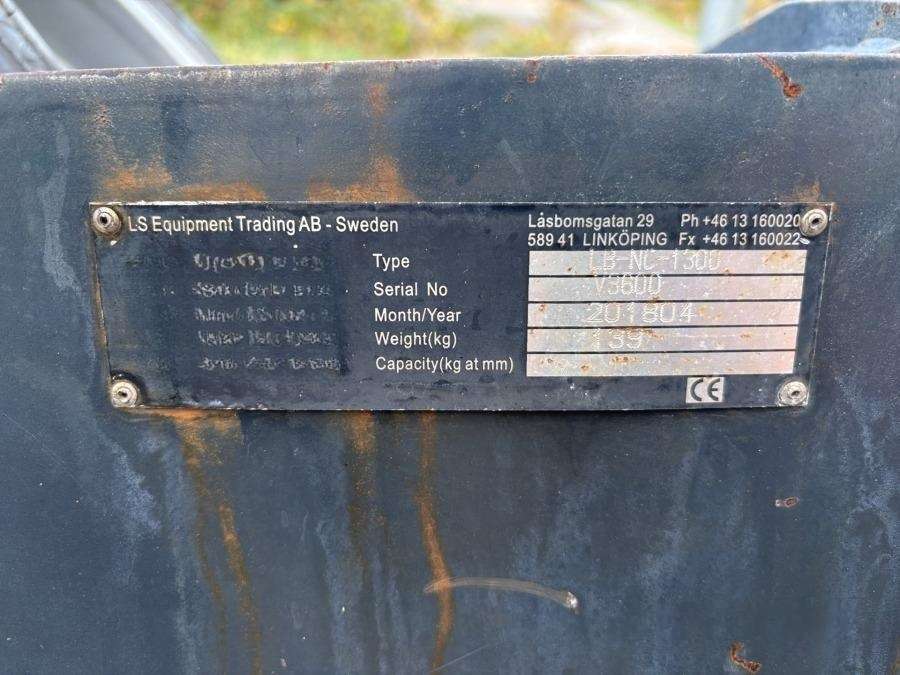 LS Equipment Trading AB - Sweden
Låsbomsgatan 29 Ph +46 13 160020
589 41 LINKÖPING Fx +46 13 160022
Type LB-NC-1300
Serial No V3600
Month/Year 201804
Weight(kg) 139
Capacity(kg at mm)
CE